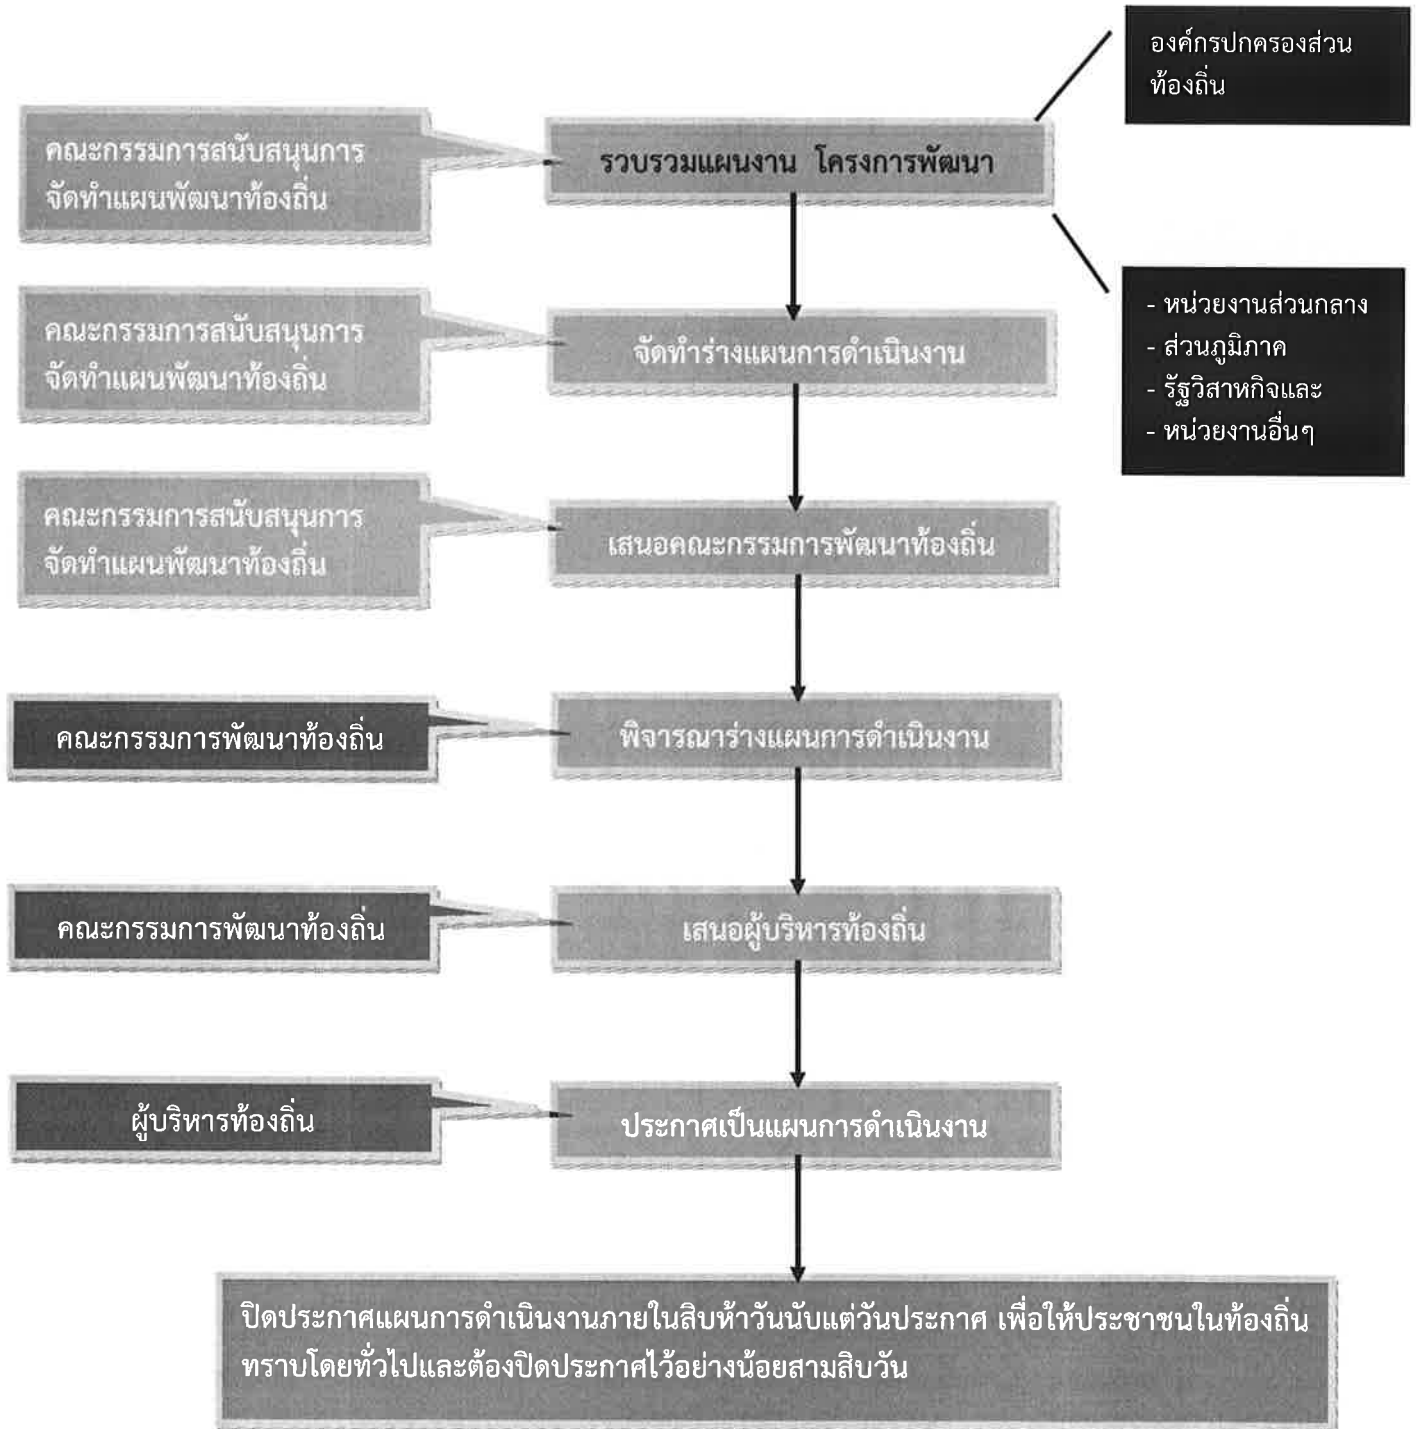 องค์กรปกครองส่วน
ท้องถิ่น
คณะกรรมการสนับสนุนการ
จัดทำแผนพัฒนาท้องถิ่น
รวบรวมแผนงาน โครงการพัฒนา
- หน่วยงานส่วนกลาง
- ส่วนภูมิภาค
- รัฐวิสาหกิจและ
- หน่วยงานอื่นๆ
คณะกรรมการสนับสนุนการ
จัดทำแผนพัฒนาท้องถิ่น
จัดทำร่างแผนการดำเนินงาน
คณะกรรมการสนับสนุนการ
จัดทำแผนพัฒนาท้องถิ่น
เสนอคณะกรรมการพัฒนาท้องถิ่น
คณะกรรมการพัฒนาท้องถิ่น
พิจารณาร่างแผนการดำเนินงาน
คณะกรรมการพัฒนาท้องถิ่น
เสนอผู้บริหารท้องถิ่น
ผู้บริหารท้องถิ่น
ประกาศเป็นแผนการดำเนินงาน
ปิดประกาศแผนการดำเนินงานภายในสิบห้าวันนับแต่วันประกาศ เพื่อให้ประชาชนในท้องถิ่น
ทราบโดยทั่วไปและต้องปิดประกาศไว้อย่างน้อยสามสิบวัน